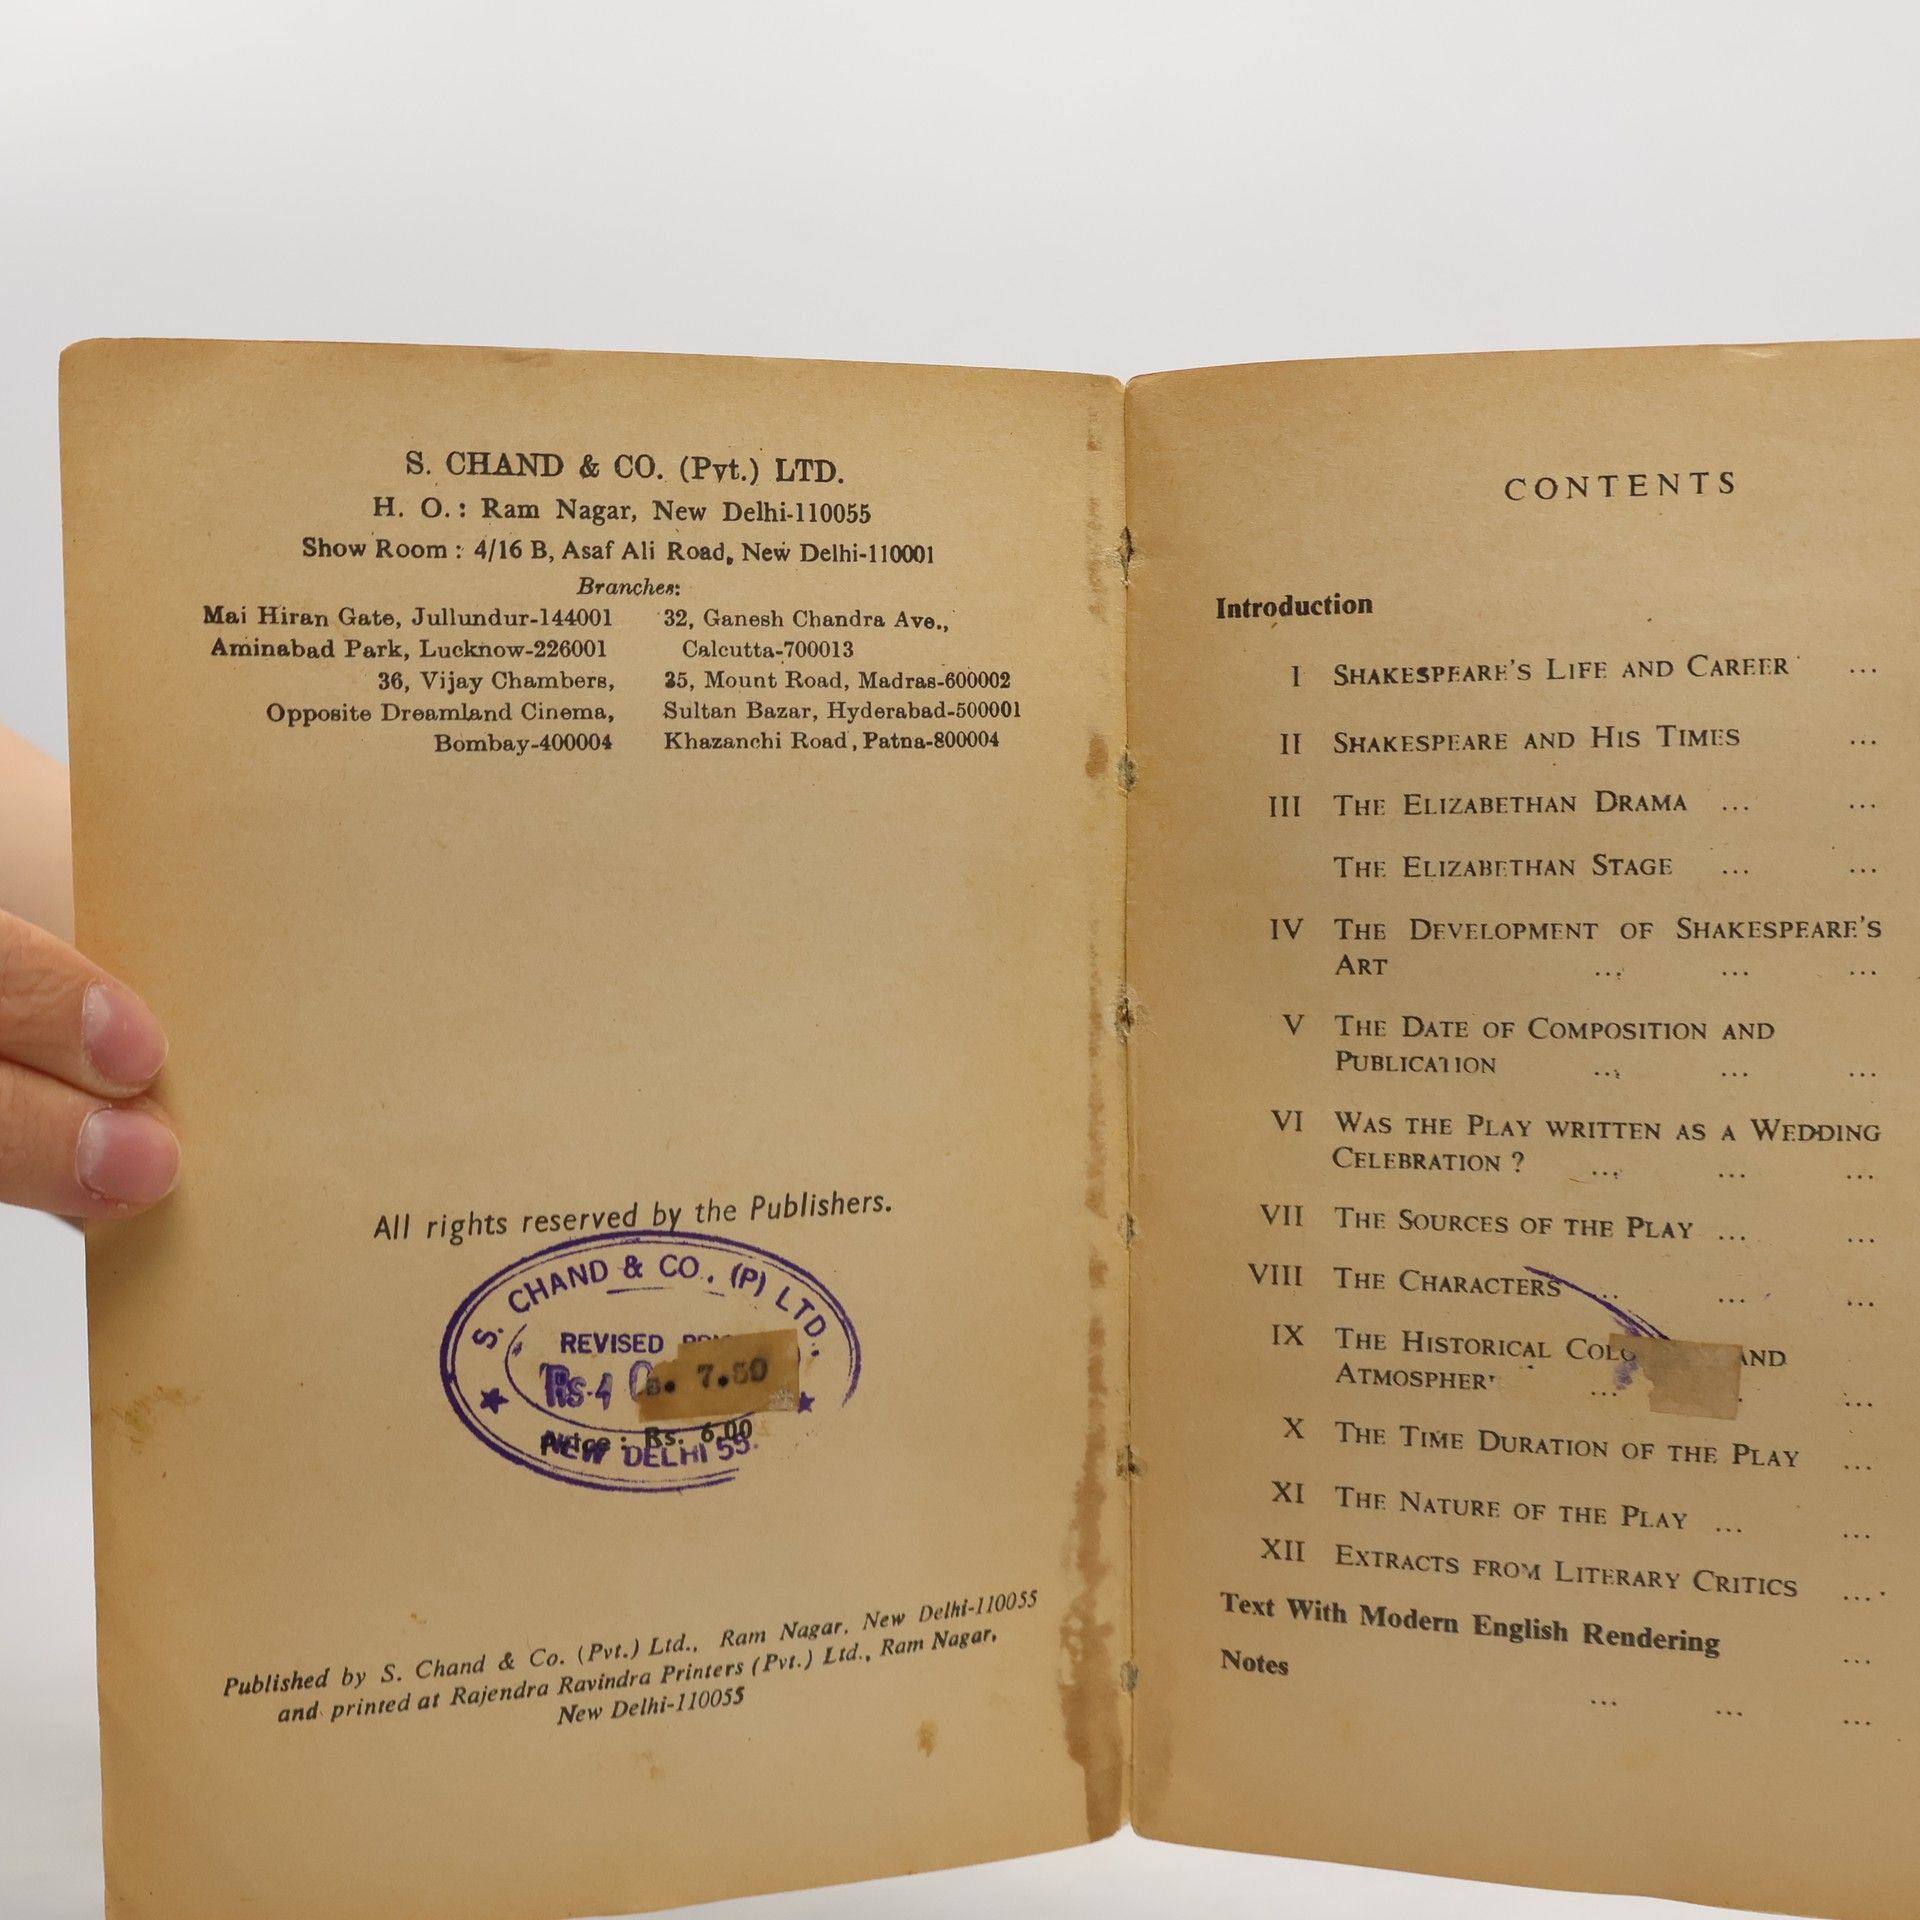 S. CHAND & CO. (Pvt.) LTD.
H. O. : Ram Nagar, New Delhi-110055
Show Room : 4/16 B, Asaf Ali Road, New Delhi-110001
Branches:
Mai Hiran Gate, Jullundur-144001
Aminabad Park, Lucknow-226001
36, Vijay Chambers,
Opposite Dreamland Cinema,
Bombay-400004
32, Ganesh Chandra Ave.,
Calcutta-700013
35, Mount Road, Madras-600002
Sultan Bazar, Hyderabad-500001
Khazanchi Road, Patna-800004
All rights reserved by the Publishers.
S. CHAND & CO. (P) LTD.,
REVISED
7.50
Price : Rs. 6.00
NEW DELHI 55.
Published by S. Chand & Co. (Pvt.) Ltd., Ram Nagar, New Delhi-110055
and printed at Rajendra Ravindra Printers (Pvt.) Ltd., Ram Nagar,
New Delhi-110055
CONTENTS
Introduction
I SHAKESPEARE'S LIFE AND CAREER ...
II SHAKESPEARE AND HIS TIMES ...
III THE ELIZABETHAN DRAMA ... ...
THE ELIZABETHAN STAGE ... ...
IV THE DEVELOPMENT OF SHAKESPEARE'S
ART ... ... ...
V THE DATE OF COMPOSITION AND
PUBLICATION ... ... ...
VI WAS THE PLAY WRITTEN AS A WEDDING
CELEBRATION ? ... ... ...
VII THE SOURCES OF THE PLAY ... ...
VIII THE CHARACTERS ... ... ...
IX THE HISTORICAL AND
... ...
X THE TIME DURATION OF THE PLAY ...
XI THE NATURE OF THE PLAY ... ...
XII EXTRACTS FROM LITERARY CRITICS ...
Text With Modern English Rendering ...
Notes ... ... ...